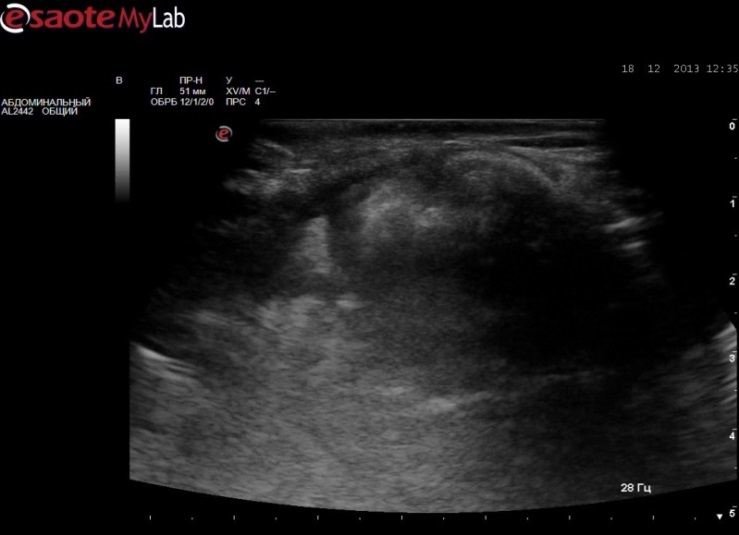 esaote MyLab
18 12 2013 12:35
B ПР-Н У —
ГЛ 51 мм XV/M C1/--
ОБРБ 12/1/2/0 ПРС 4
АБДОМИНАЛЬНЫЙ
AL2442 ОБЩИЙ
e
0
1
2
3
4
28 Гц
5